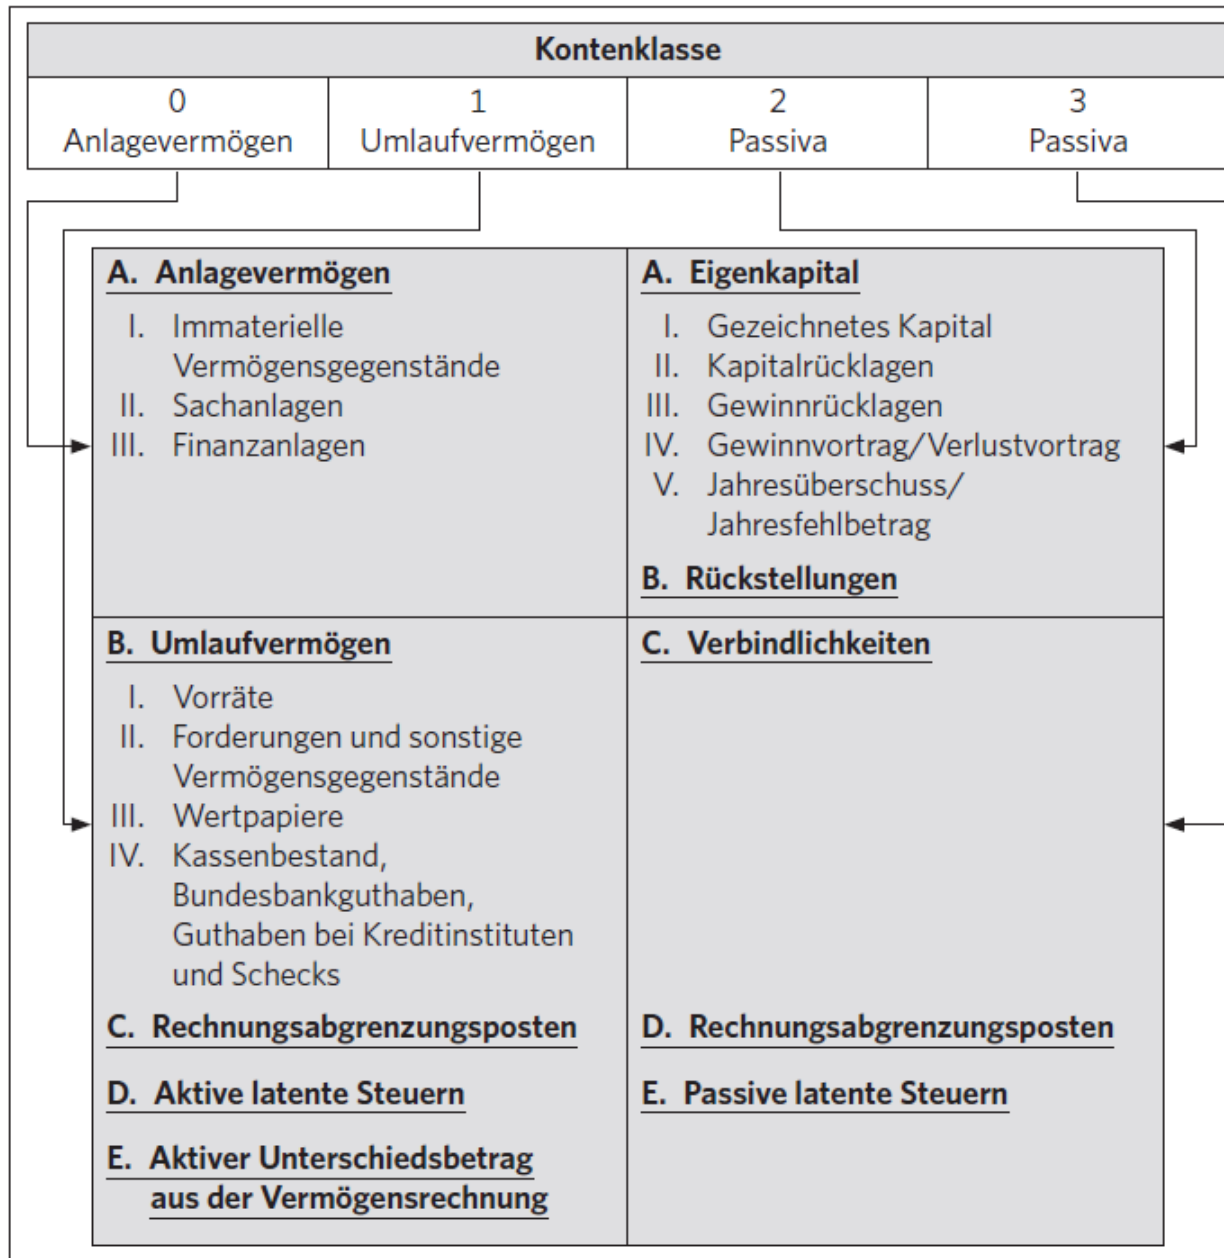 Kontenklasse
0
Anlagevermögen
1
Umlaufvermögen
2
Passiva
3
Passiva
A. Anlagevermögen
I. Immaterielle
Vermögensgegenstände
II. Sachanlagen
III. Finanzanlagen
A. Eigenkapital
I. Gezeichnetes Kapital
II. Kapitalrücklagen
III. Gewinnrücklagen
IV. Gewinnvortrag/Verlustvortrag
V. Jahresüberschuss/
Jahresfehlbetrag
B. Rückstellungen
B. Umlaufvermögen
I. Vorräte
II. Forderungen und sonstige
Vermögensgegenstände
III. Wertpapiere
IV. Kassenbestand,
Bundesbankguthaben,
Guthaben bei Kreditinstituten
und Schecks
C. Rechnungsabgrenzungsposten
D. Aktive latente Steuern
E. Aktiver Unterschiedsbetrag
aus der Vermögensrechnung
C. Verbindlichkeiten
D. Rechnungsabgrenzungsposten
E. Passive latente Steuern